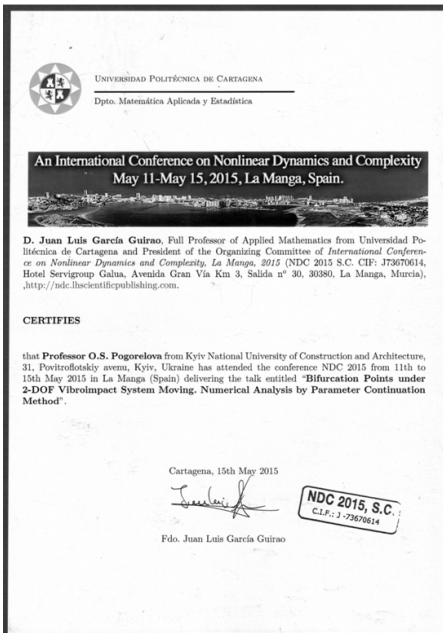 UNIVERSIDAD POLITÉCNICA DE CARTAGENA
Dpto. Matemática Aplicada y Estadística
An International Conference on Nonlinear Dynamics and Complexity
May 11-May 15, 2015, La Manga, Spain.
D. Juan Luis García Guirao, Full Professor of Applied Mathematics from Universidad Po-
litécnica de Cartagena and President of the Organizing Committee of International Conferen-
ce on Nonlinear Dynamics and Complexity, La Manga, 2015 (NDC 2015 S.C. CIF: J73670614,
Hotel Servigroup Galua, Avenida Gran Vía Km 3, Salida nº 30, 30380, La Manga, Murcia),
,http://ndc.lhscientificpublishing.com.
CERTIFIES
that Professor O.S. Pogorelova from Kyiv National University of Construction and Architecture,
31, Povitroflotskiy avenu, Kyiv, Ukraine has attended the conference NDC 2015 from 11th to
15th May 2015 in La Manga (Spain) delivering the talk entitled "Bifurcation Points under
2-DOF Vibroimpact System Moving. Numerical Analysis by Parameter Continuation
Method".
Cartagena, 15th May 2015
NDC 2015, S.C.
C.I.F.: J -73670614
Fdo. Juan Luis García Guirao